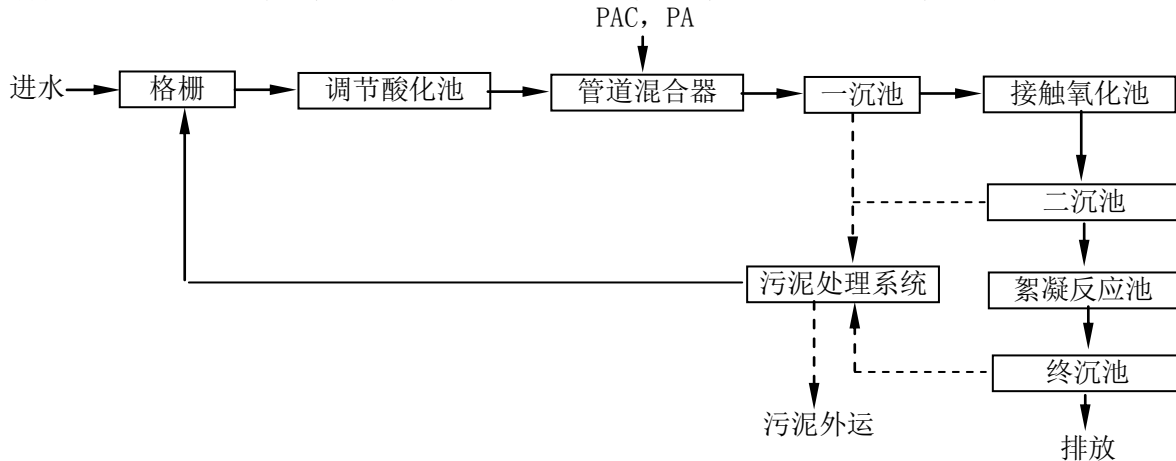 PAC, PA
进水
格栅
调节酸化池
管道混合器
一沉池
接触氧化池
二沉池
污泥处理系统
絮凝反应池
终沉池
污泥外运
排放